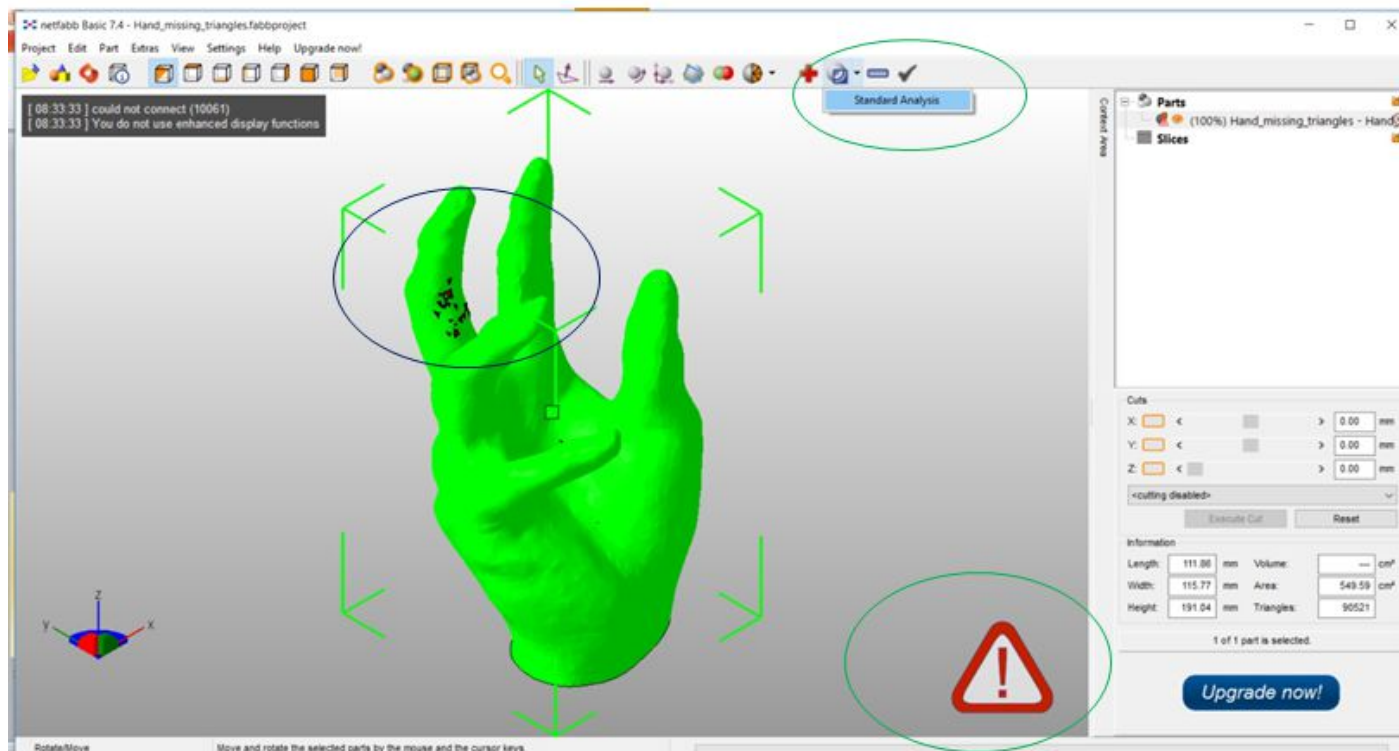 netfabb Basic 7.4 - Hand_missing_triangles.fabbproject
Project Edit Part Extras View Settings Help Upgrade now!
[ 08:33:33 ] could not connect (10061)
[ 08:33:33 ] You do not use enhanced display functions
Standard Analysis
Context Area
Parts
(100%) Hand_missing_triangles - Hand
Slices
Cuts
X: < > 0.00 mm
Y: < > 0.00 mm
Z: < > 0.00 mm
<cutting disabled>
Execute Cut Reset
Information
Length: 111.86 mm Volume: --- cm³
Width: 115.77 mm Area: 549.59 cm²
Height: 191.04 mm Triangles: 90521
1 of 1 part is selected.
Upgrade now!
z
y x
Rotate/Move Move and rotate the selected parts by the mouse and the cursor keys.